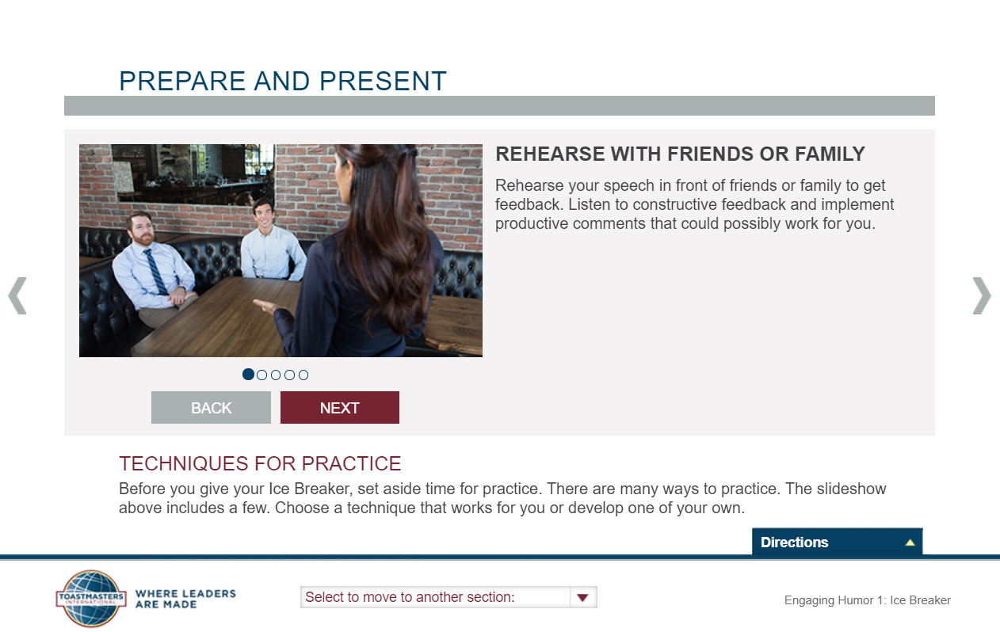 PREPARE AND PRESENT
REHEARSE WITH FRIENDS OR FAMILY
Rehearse your speech in front of friends or family to get
feedback. Listen to constructive feedback and implement
productive comments that could possibly work for you.
BACK
NEXT
TECHNIQUES FOR PRACTICE
Before you give your Ice Breaker, set aside time for practice. There are many ways to practice. The slideshow
above includes a few. Choose a technique that works for you or develop one of your own.
Directions
TOASTMASTERS
INTERNATIONAL
WHERE LEADERS
ARE MADE
Select to move to another section:
Engaging Humor 1: Ice Breaker